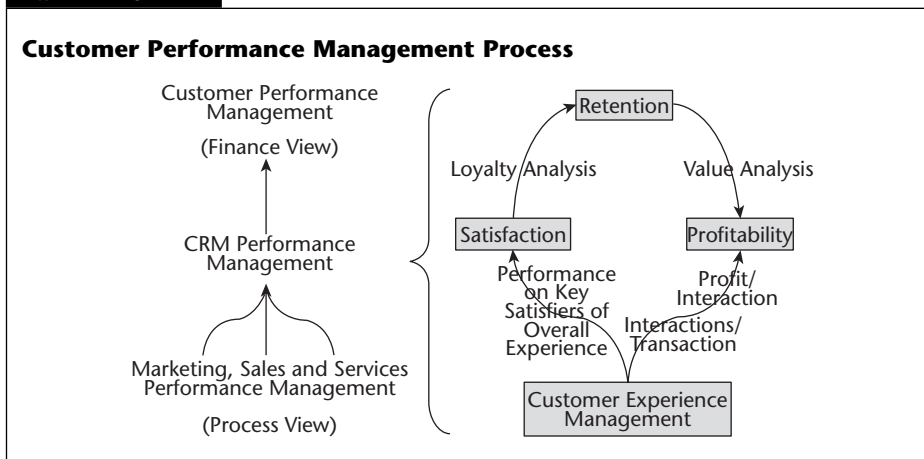 Customer Performance Management Process
Customer Performance
Management
(Finance View)
CRM Performance
Management
Marketing, Sales and Services
Performance Management
(Process View)
Retention
Loyalty Analysis
Value Analysis
Satisfaction
Profitability
Performance
on Key
Satisfiers of
Overall
Experience
Profit/
Interaction
Interactions/
Transaction
Customer Experience
Management